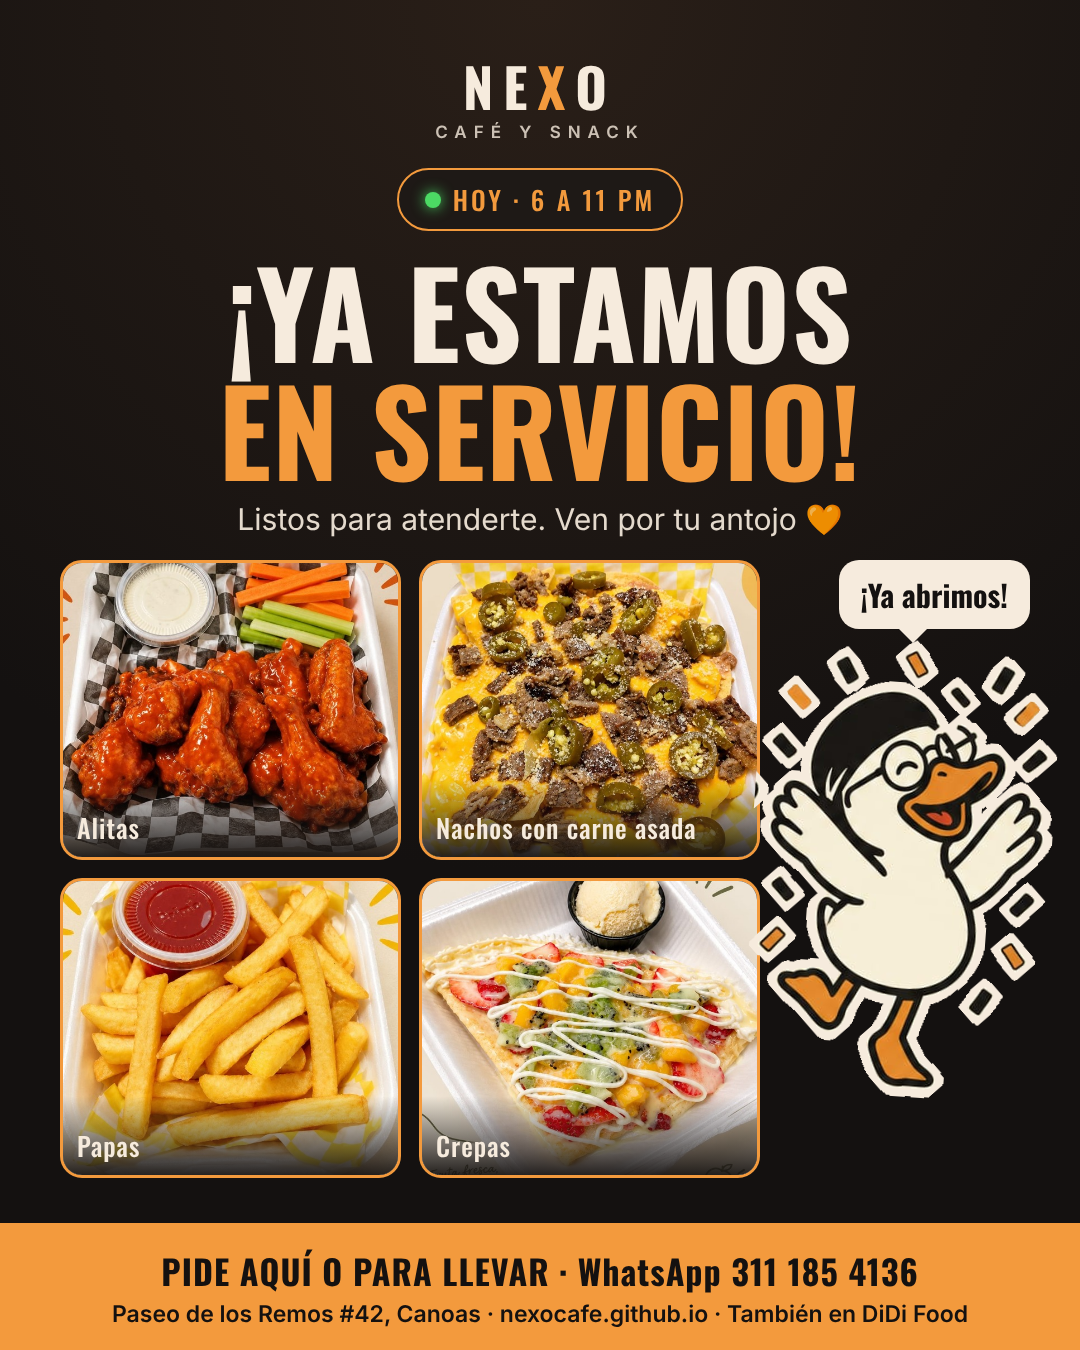 NEXO
CAFÉ Y SNACK
HOY · 6 A 11 PM
¡YA ESTAMOS
EN SERVICIO!
Listos para atenderte. Ven por tu antojo 🧡
¡Ya abrimos!
Alitas
Nachos con carne asada
Papas
Crepas
PIDE AQUÍ O PARA LLEVAR · WhatsApp 311 185 4136
Paseo de los Remos #42, Canoas · nexocafe.github.io · También en DiDi Food